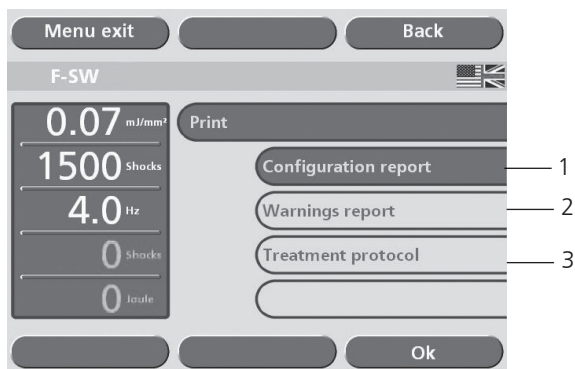 Menu exit
Back
F-SW
0.07 mJ/mm²
Print
1500 Shocks
Configuration report
1
4.0 Hz
Warnings report
2
0 Shocks
Treatment protocol
3
0 Joule
Ok